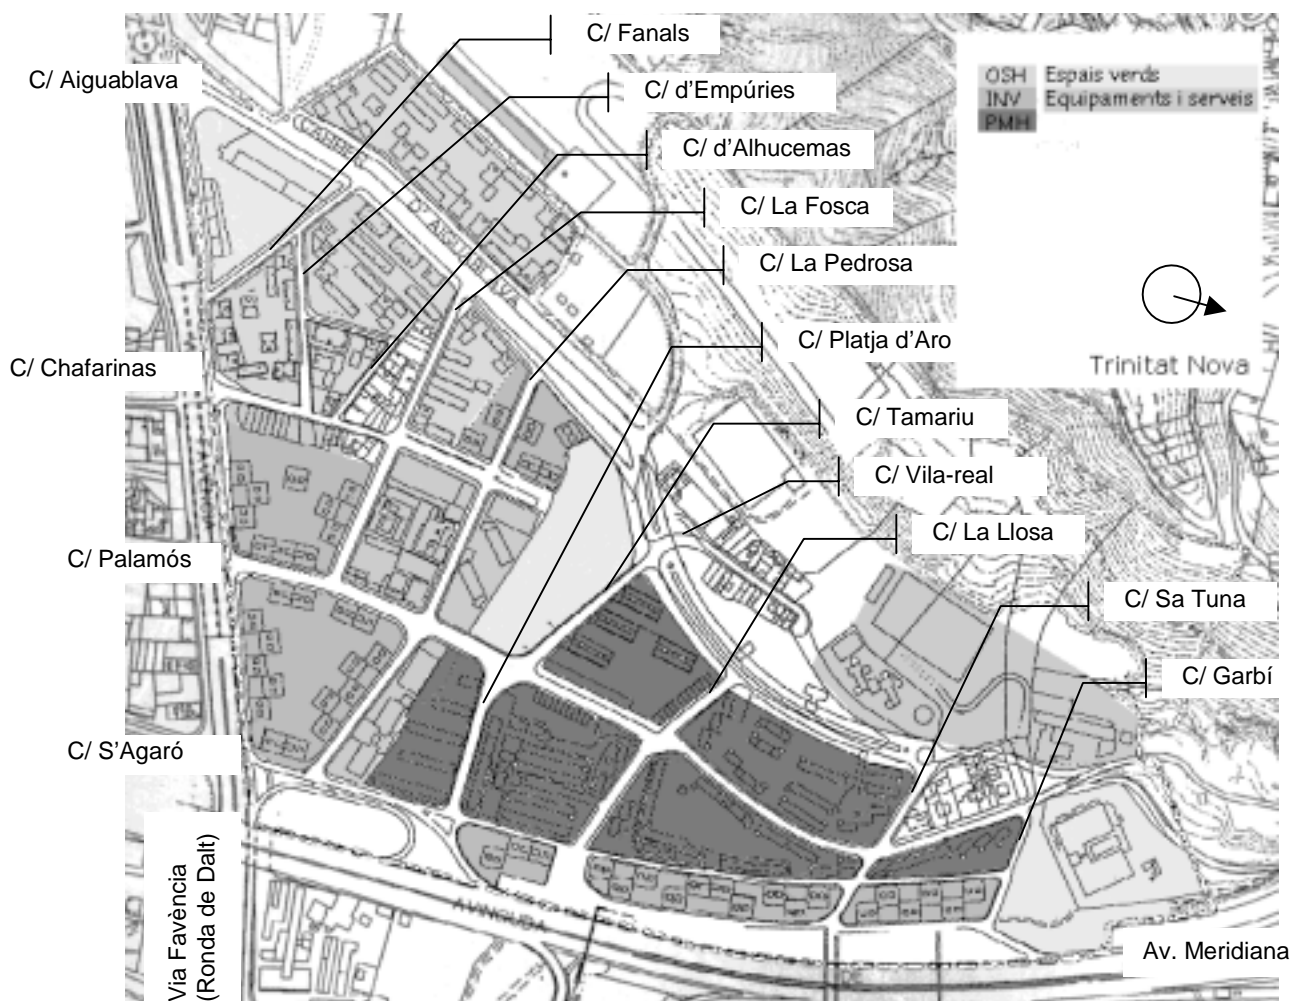 C/ Fanals
C/ Aiguablava
C/ d'Empúries
C/ d'Alhucemas
C/ La Fosca
C/ La Pedrosa
C/ Platja d'Aro
C/ Chafarinas
C/ Tamariu
C/ Vila-real
C/ Palamós
C/ La Llosa
C/ Sa Tuna
C/ Garbí
C/ S'Agaró
Via Favència
(Ronda de Dalt)
Av. Meridiana
OSH Espais verds
INV Equipaments i serveis
PMH
Trinitat Nova
AVINGUDA